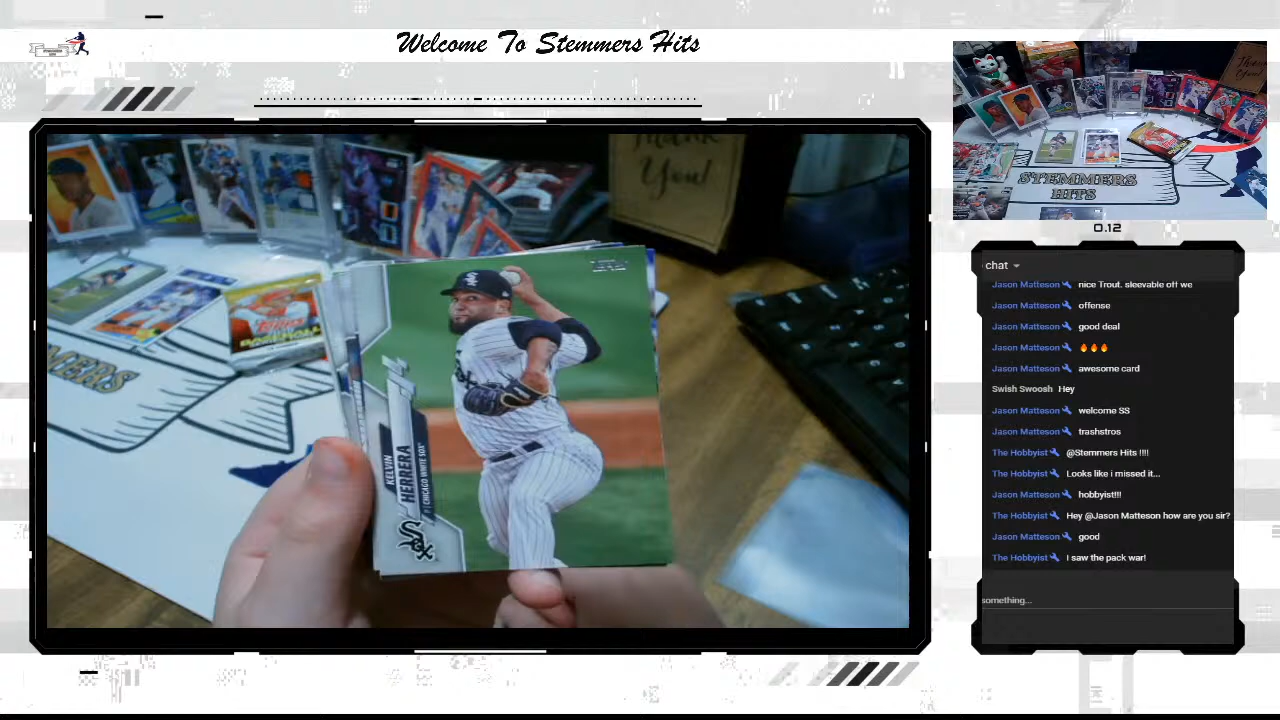 Welcome To Stemmers Hits
Thank
You!
MERS
KELVIN
HERRERA
CHICAGO WHITE SOX
Sox
STEMMERS
HITS
0.12
chat
Jason Matteson nice Trout. sleevable off we
Jason Matteson offense
Jason Matteson good deal
Jason Matteson 🔥🔥🔥
Jason Matteson awesome card
Swish Swoosh Hey
Jason Matteson welcome SS
Jason Matteson trashstros
The Hobbyist @Stemmers Hits !!!!
The Hobbyist Looks like i missed it...
Jason Matteson hobbyist!!!
The Hobbyist Hey @Jason Matteson how are you sir?
Jason Matteson good
The Hobbyist I saw the pack war!
something...